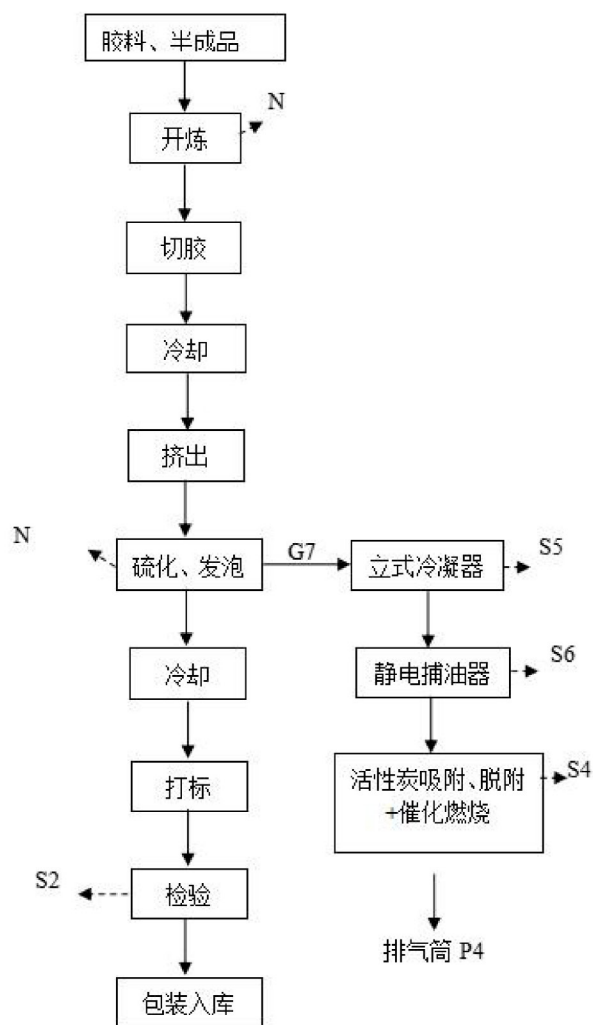 胶料、半成品
N
开炼
切胶
冷却
挤出
N
硫化、发泡
G7
立式冷凝器
S5
冷却
静电捕油器
S6
打标
活性炭吸附、脱附
+催化燃烧
S4
S2
检验
排气筒 P4
包装入库